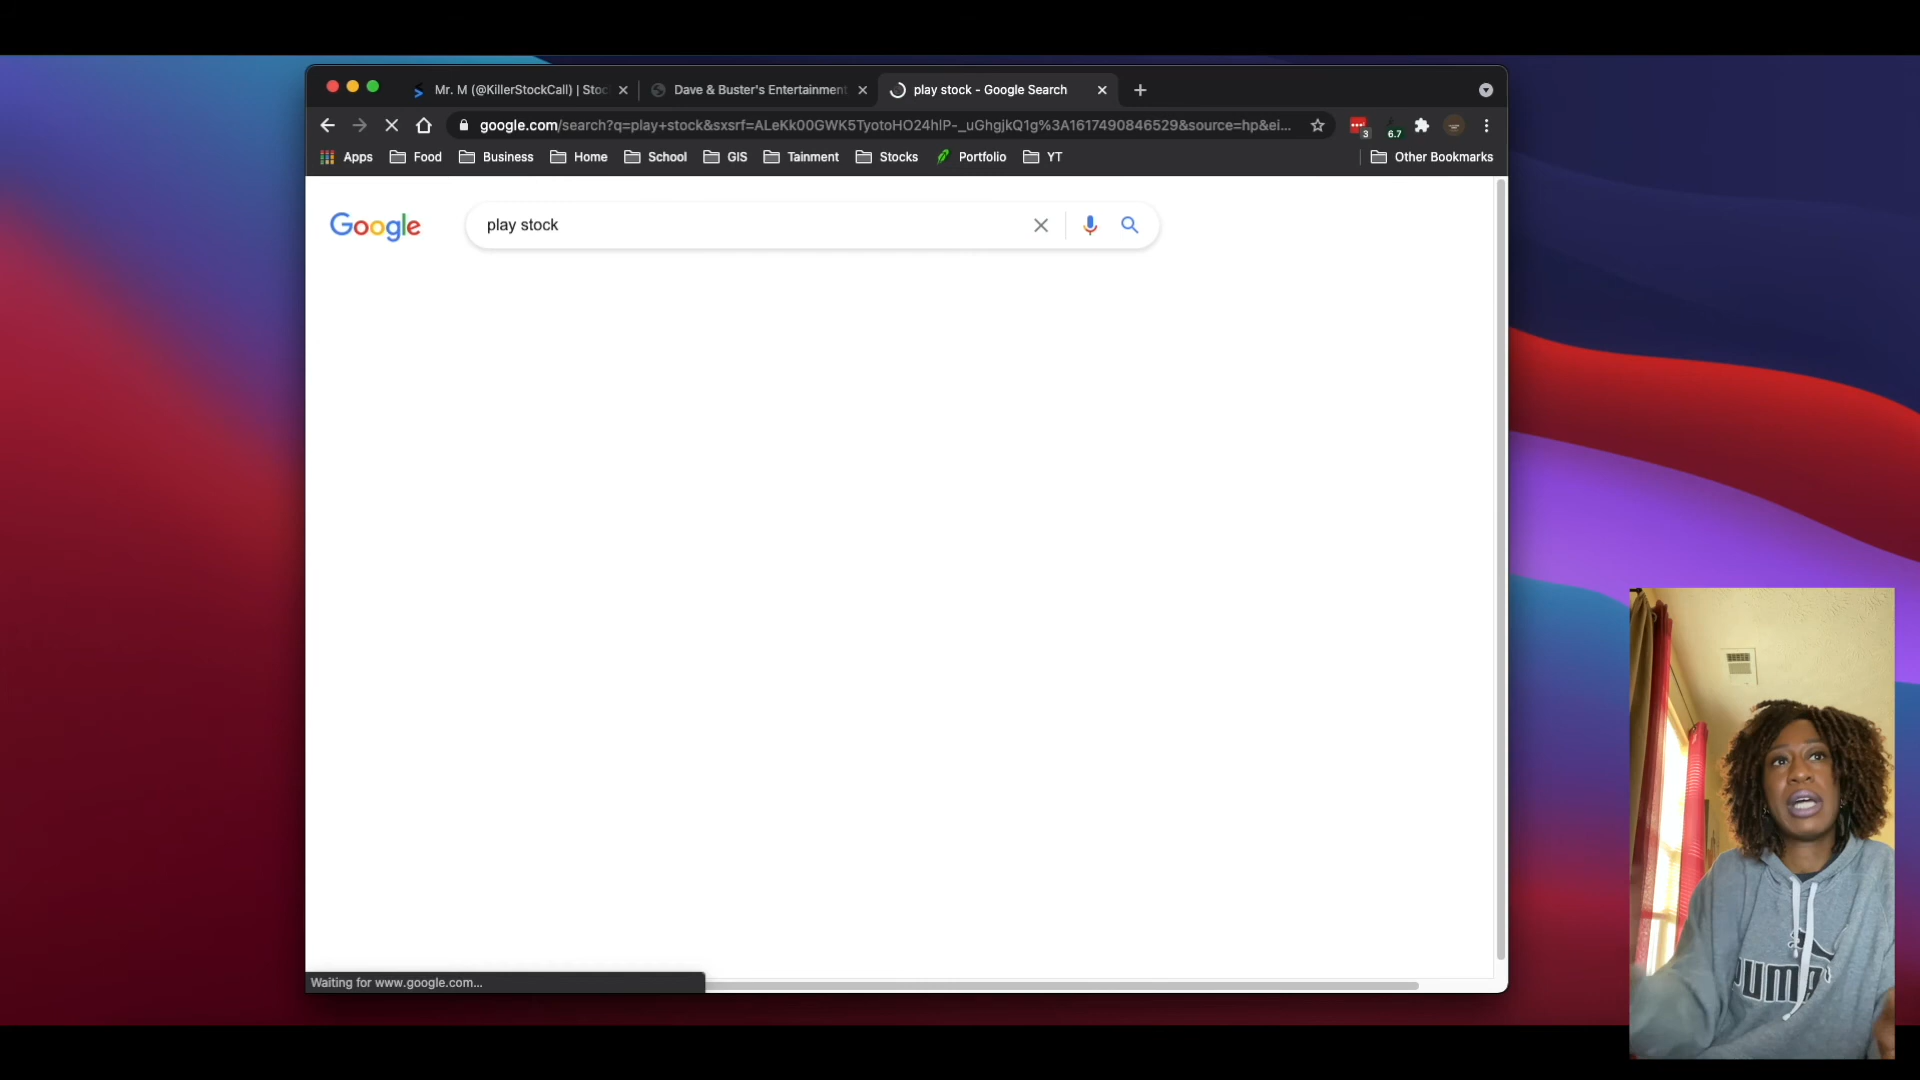 Mr. M (@KillerStockCall) | Stoc
Dave & Buster's Entertainment
play stock - Google Search
google.com/search?q=play+stock&sxsrf=ALeKk00GWK5TyotoHO24hlP-_uGhgjkQ1g%3A1617490846529&source=hp&ei...
3
6.7
Apps
Food
Business
Home
School
GIS
Tainment
Stocks
Portfolio
YT
Other Bookmarks
Google
play stock
Waiting for www.google.com...
PUMA